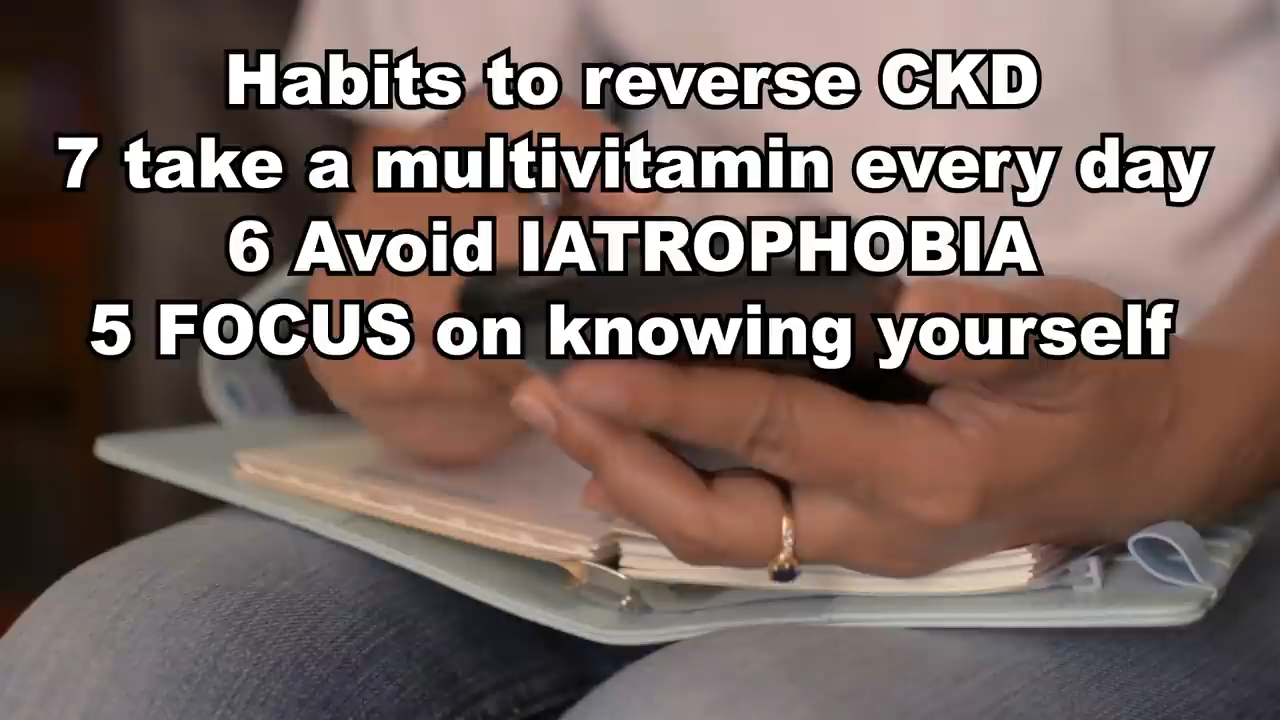 Habits to reverse CKD
7 take a multivitamin every day
6 Avoid IATROPHOBIA
5 FOCUS on knowing yourself